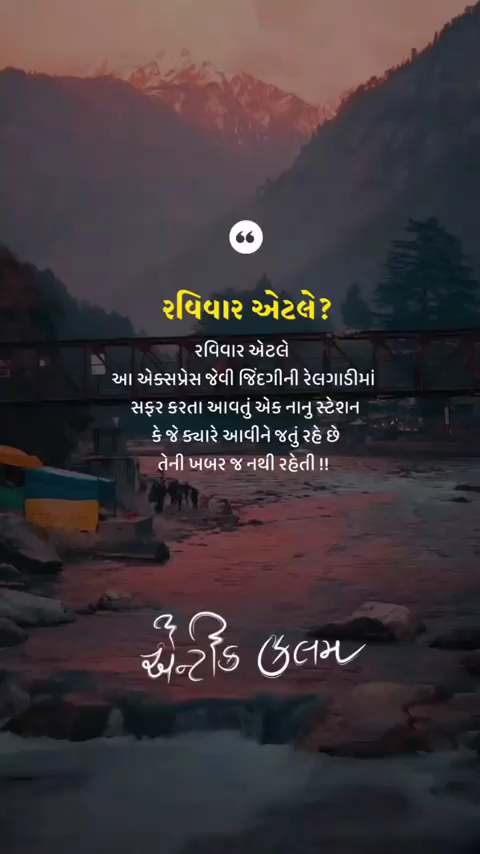 રવિવાર એટલે?
રવિવાર એટલે
આ એક્સપ્રેસ જેવી જિંદગીની રેલગાડીમાં
સફર કરતા આવતું એક નાનુ સ્ટેશન
કે જે ક્યારે આવીને જતું રહે છે
તેની ખબર જ નથી રહેતી !!
એન્ટીક કલમ